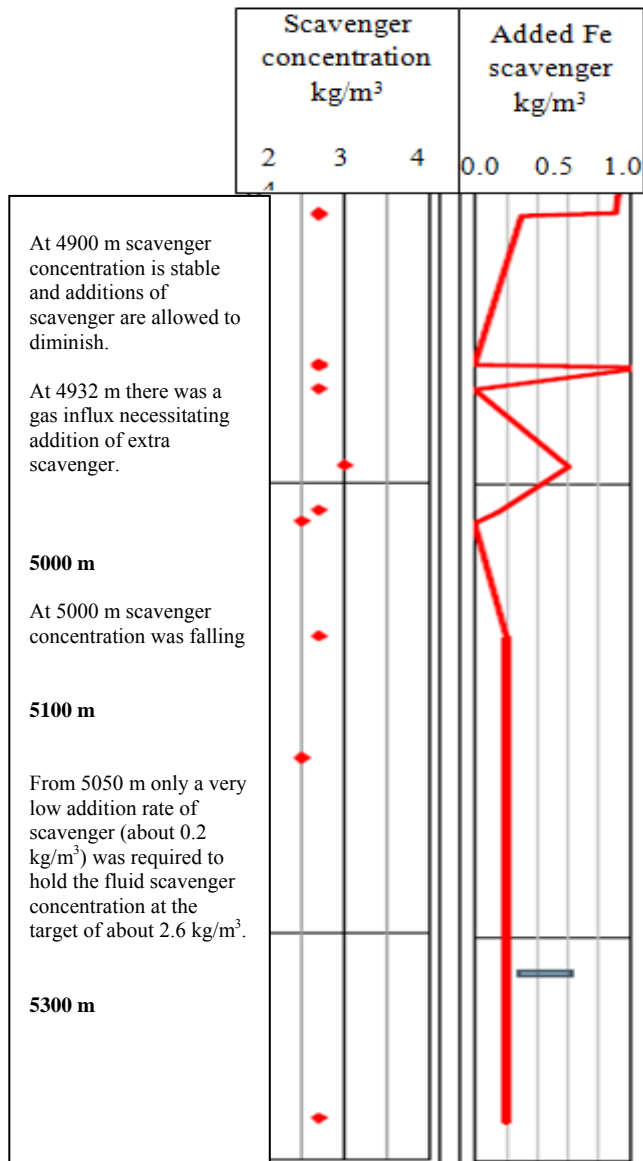 Scavenger
concentration
kg/m³
2 3 4
Added Fe
scavenger
kg/m³
0.0 0.5 1.0
At 4900 m scavenger
concentration is stable
and additions of
scavenger are allowed to
diminish.
At 4932 m there was a
gas influx necessitating
addition of extra
scavenger.
5000 m
At 5000 m scavenger
concentration was falling
5100 m
From 5050 m only a very
low addition rate of
scavenger (about 0.2
kg/m³) was required to
hold the fluid scavenger
concentration at the
target of about 2.6 kg/m³.
5300 m